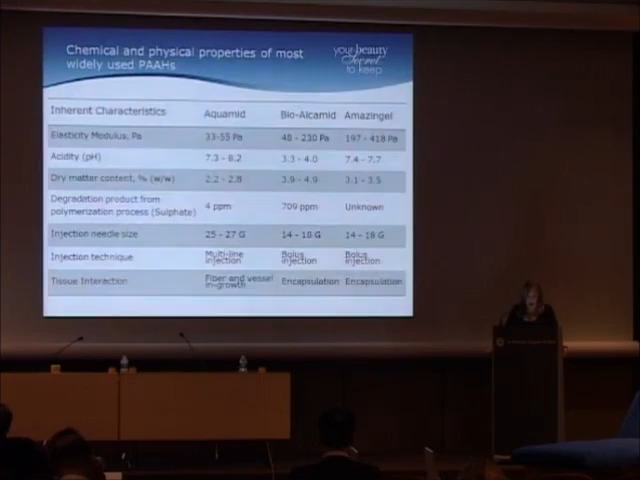 Chemical and physical properties of most
widely used PAAHs
your beauty
Secret
to keep
Inherent Characteristics Aquamid Bio-Alcamid Amazingel
Elasticity Modulus, Pa 33-55 Pa 48 - 230 Pa 197 - 418 Pa
Acidity (pH) 7.3 - 8.2 3.3 - 4.0 7.4 - 7.7
Dry matter content, % (w/w) 2.2 - 2.8 3.9 - 4.9 3.1 - 3.5
Degradation product from
polymerization process (Sulphate) 4 ppm 709 ppm Unknown
Injection needle size 25 - 27 G 14 - 18 G 14 - 18 G
Injection technique Multi-line injection Bolus injection Bolus injection
Tissue Interaction Fiber and vessel in-growth Encapsulation Encapsulation